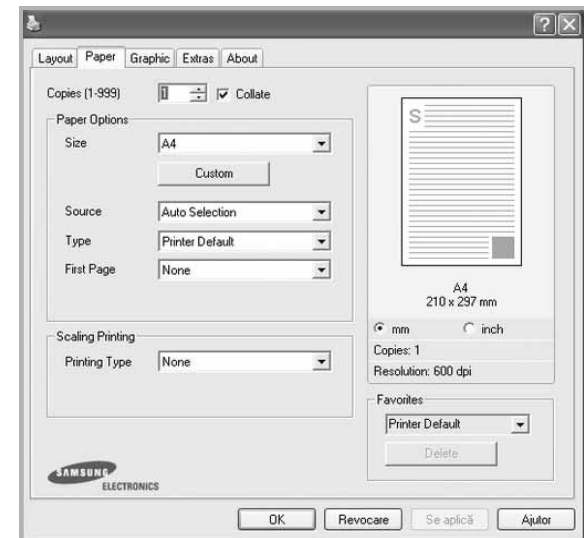 Layout Paper Graphic Extras About
Copies (1-999) 1 Collate
Paper Options
Size A4
Custom
Source Auto Selection
Type Printer Default
First Page None
Scaling Printing
Printing Type None
S
A4
210 x 297 mm
mm inch
Copies: 1
Resolution: 600 dpi
Favorites
Printer Default
Delete
SAMSUNG
ELECTRONICS
OK Revocare Se aplică Ajutor